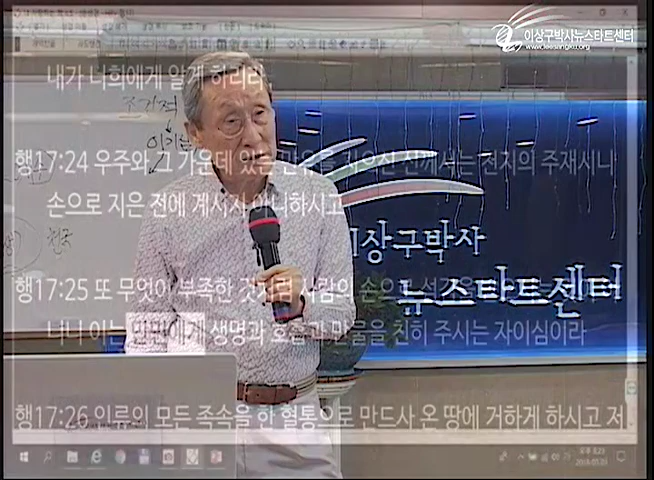 이상구박사뉴스타트센터
www.leesangku.org
내가 너희에게 알게 하리라
행17:24 우주와 그 가운데 있는 만유를 지으신 신께서는 천지의 주재시니
손으로 지은 전에 계시지 아니하시고
이상구박사
행17:25 또 무엇이 부족한 것처럼 사람의 손으로 섬김을 받으시는 것이
뉴스타트센터
니니 이는 만민에게 생명과 호흡과 만물을 친히 주시는 자이심이라
행17:26 인류의 모든 족속을 한 혈통으로 만드사 온 땅에 거하게 하시고 저